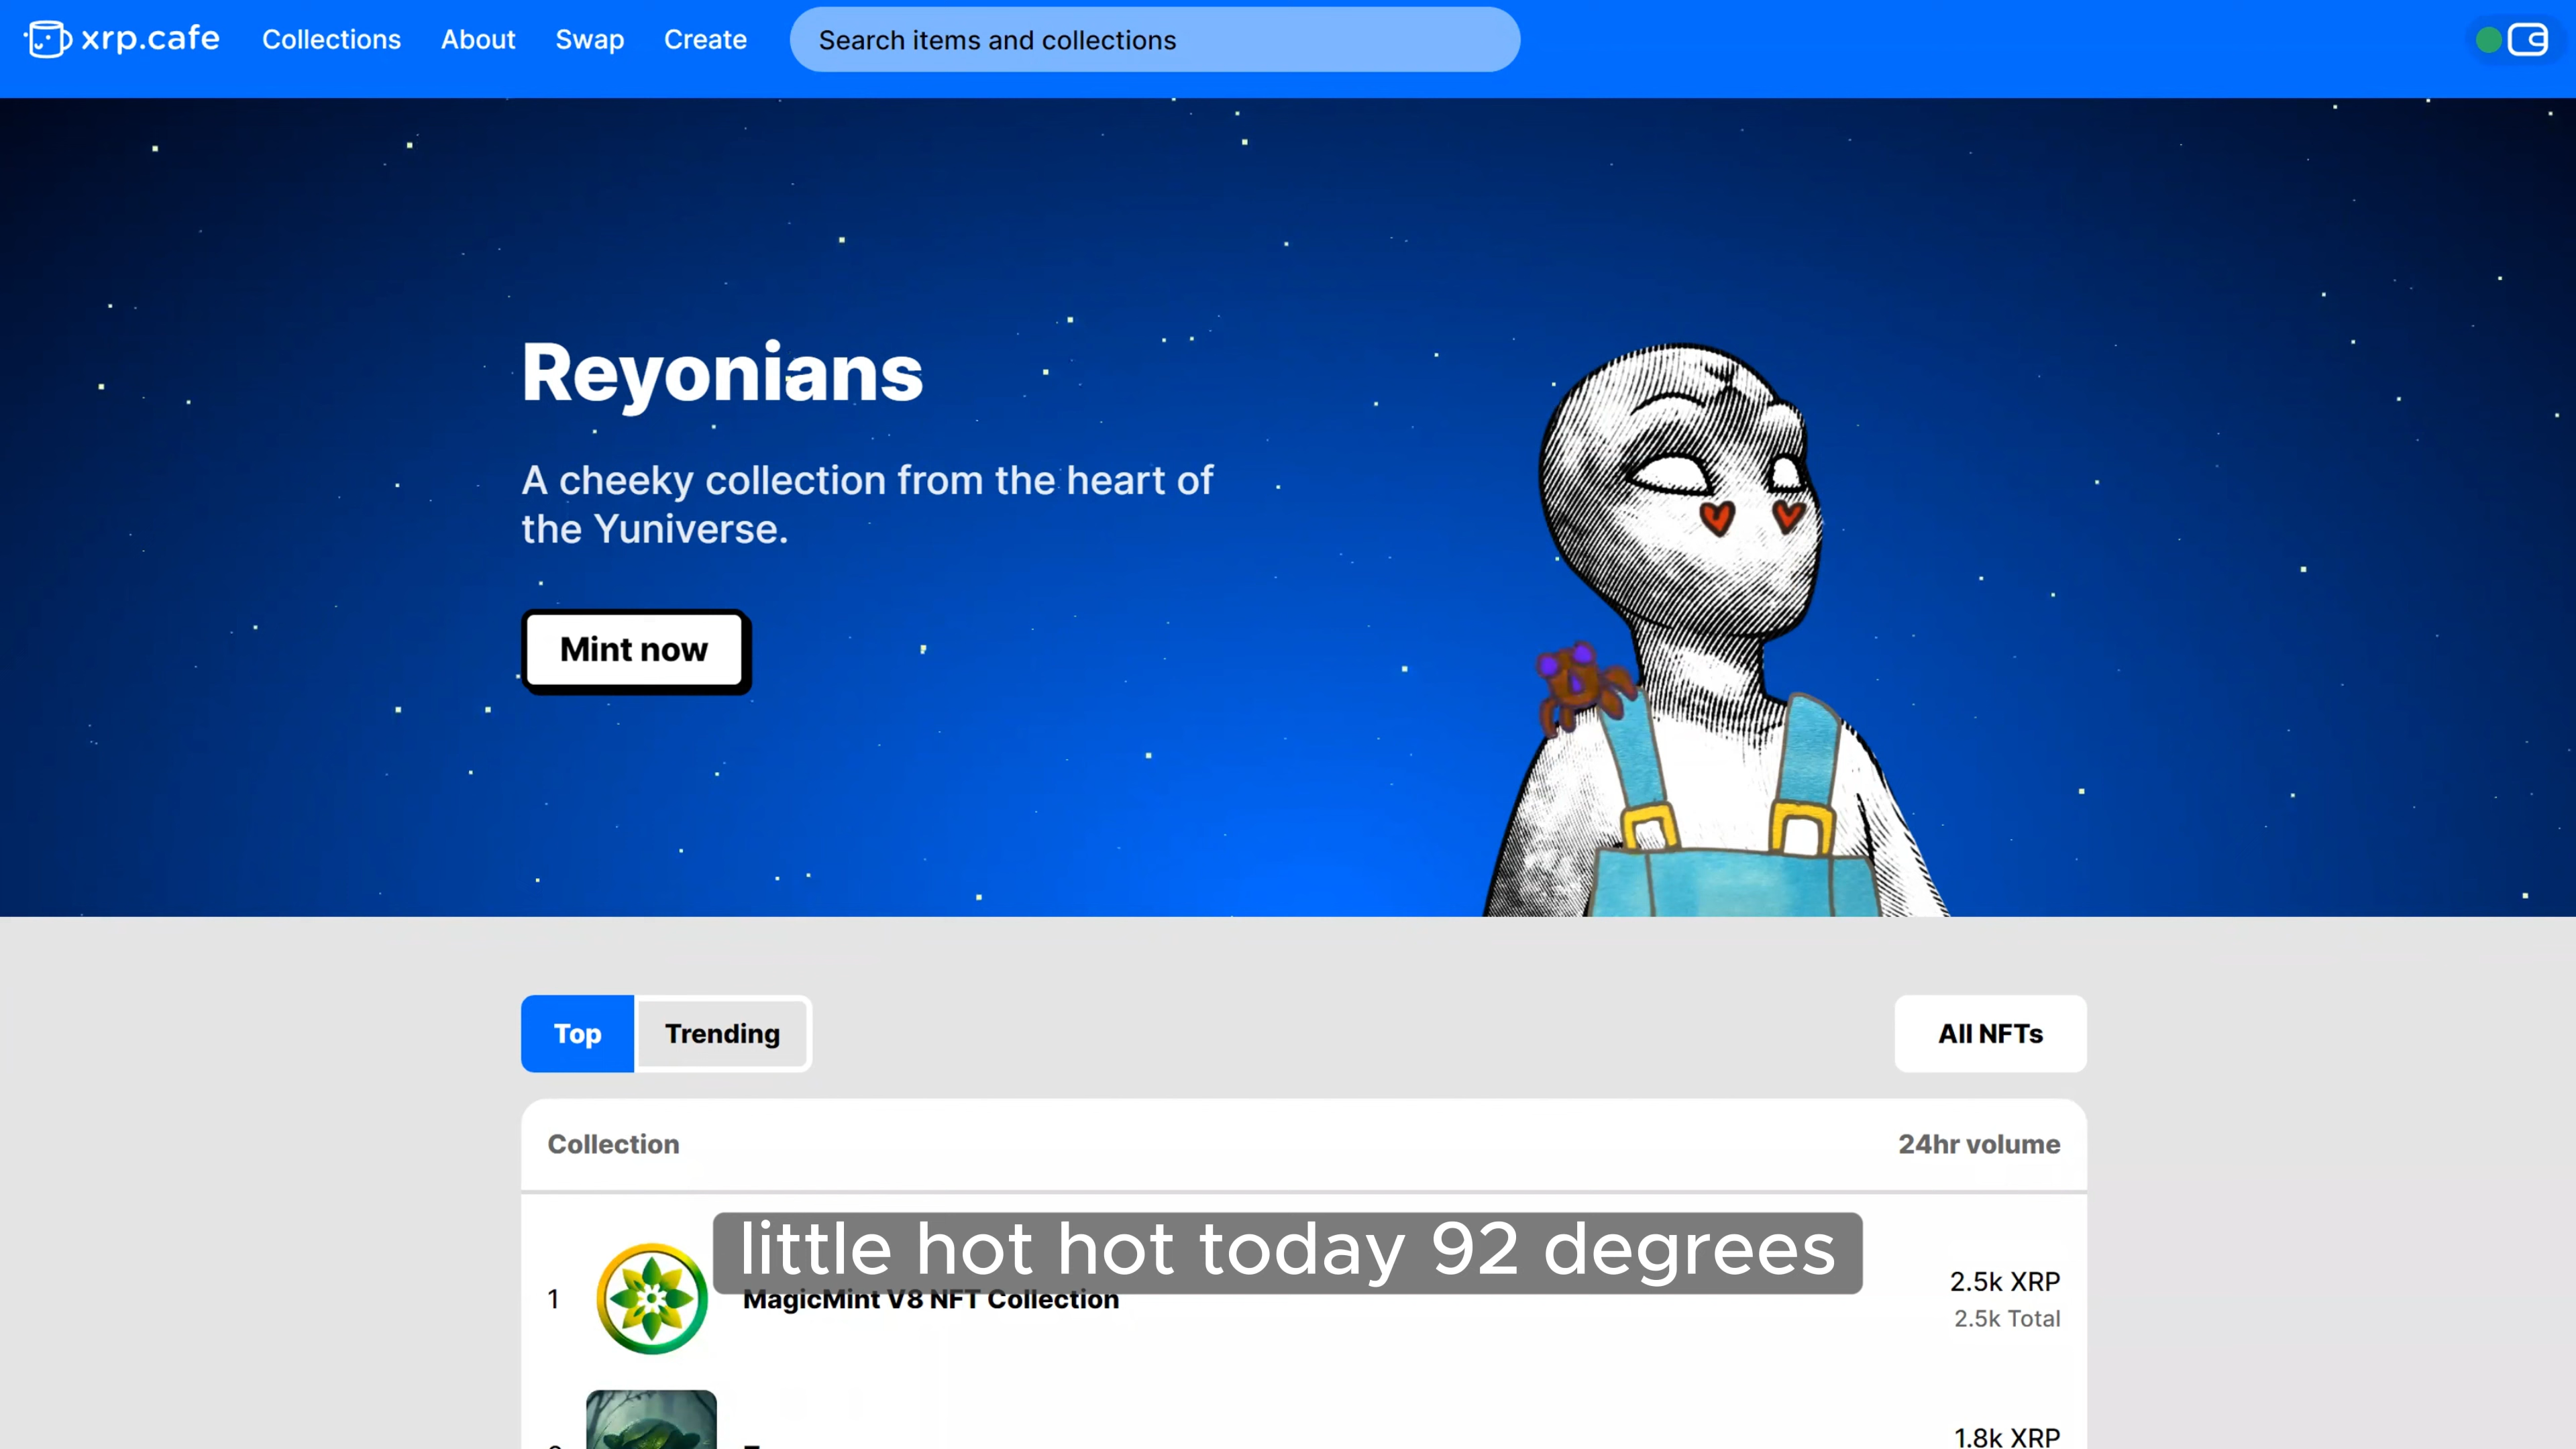 xrp.cafe
Collections
About
Swap
Create
Search items and collections
Reyonians
A cheeky collection from the heart of
the Yuniverse.
Mint now
Top
Trending
All NFTs
Collection
24hr volume
little hot hot today 92 degrees
1
MagicMint V8 NFT Collection
2.5k XRP
2.5k Total
1.8k XRP